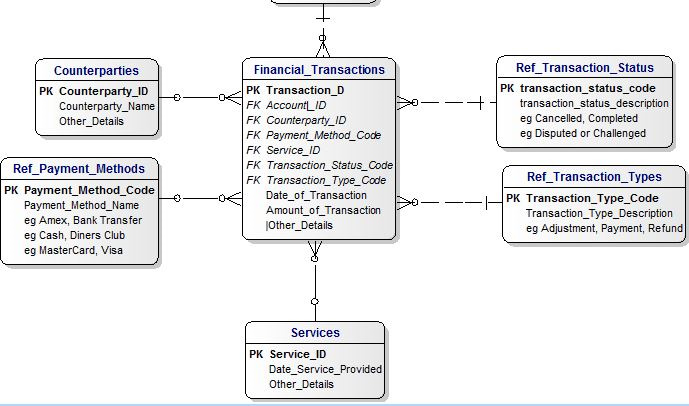 Counterparties
PK Counterparty_ID
Counterparty_Name
Other_Details
Ref_Payment_Methods
PK Payment_Method_Code
Payment_Method_Name
eg Amex, Bank Transfer
eg Cash, Diners Club
eg MasterCard, Visa
Financial_Transactions
PK Transaction_D
FK Account_ID
FK Counterparty_ID
FK Payment_Method_Code
FK Service_ID
FK Transaction_Status_Code
FK Transaction_Type_Code
Date_of_Transaction
Amount_of_Transaction
|Other_Details
Ref_Transaction_Status
PK transaction_status_code
transaction_status_description
eg Cancelled, Completed
eg Disputed or Challenged
Ref_Transaction_Types
PK Transaction_Type_Code
Transaction_Type_Description
eg Adjustment, Payment, Refund
Services
PK Service_ID
Date_Service_Provided
Other_Details